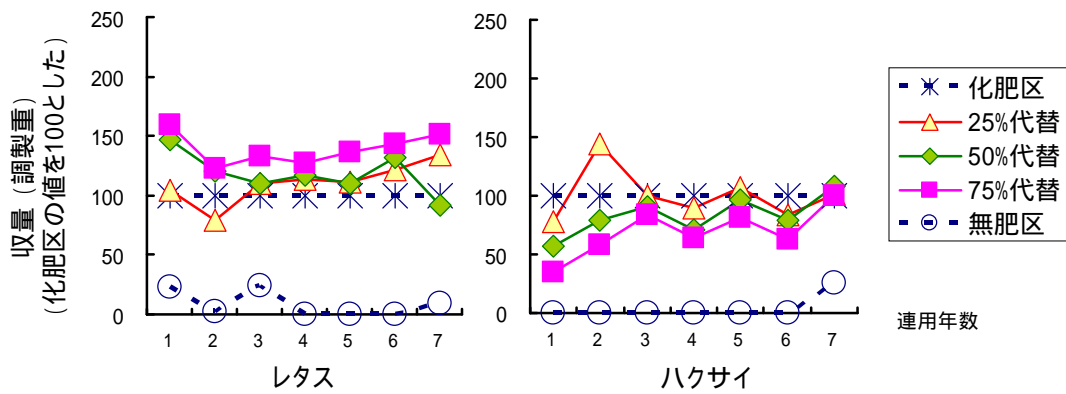 収量（調製重）
（化肥区の値を100とした）
250
200
150
100
50
0
1 2 3 4 5 6 7
レタス
250
200
150
100
50
0
1 2 3 4 5 6 7
ハクサイ
化肥区
25%代替
50%代替
75%代替
無肥区
連用年数